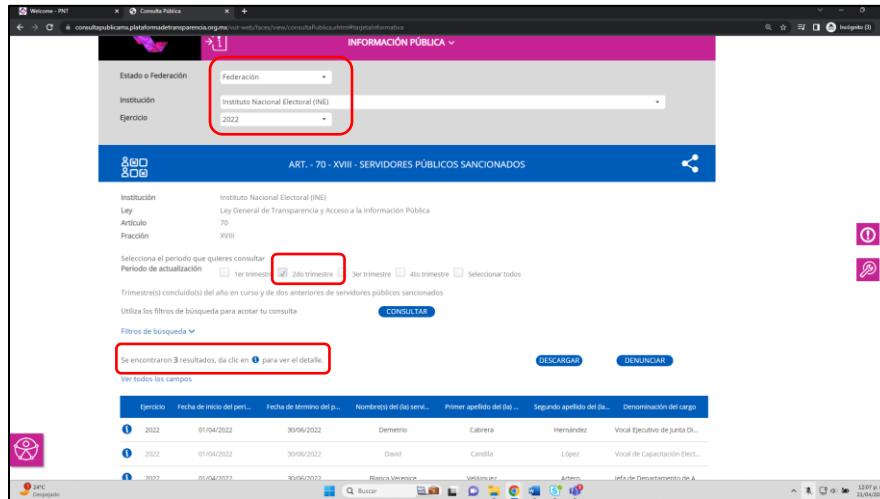 Welcome - PNT
Consulta Pública
consultapublicamx.plataformadetransparencia.org.mx/vut-web/faces/view/consultaPublica.xhtml#tarjetaInformativa
Incógnito (3)
INFORMACIÓN PÚBLICA
Estado o Federación
Federación
Institución
Instituto Nacional Electoral (INE)
Ejercicio
2022
ART. - 70 - XVIII - SERVIDORES PÚBLICOS SANCIONADOS
Institución Instituto Nacional Electoral (INE)
Ley Ley General de Transparencia y Acceso a la Información Pública
Artículo 70
Fracción XVIII
Selecciona el periodo que quieres consultar
Periodo de actualización 1er trimestre 2do trimestre 3er trimestre 4to trimestre Seleccionar todos
Trimestre(s) concluido(s) del año en curso y de dos anteriores de servidores públicos sancionados
Utiliza los filtros de búsqueda para acotar tu consulta CONSULTAR
Filtros de búsqueda
Se encontraron 3 resultados, da clic en i para ver el detalle. DESCARGAR DENUNCIAR
Ver todos los campos
Ejercicio Fecha de inicio del peri... Fecha de término del p... Nombre(s) del (la) servi... Primer apellido del (la) ... Segundo apellido del (la... Denominación del cargo
2022 01/04/2022 30/06/2022 Demetrio Cabrera Hernández Vocal Ejecutivo de Junta Di...
2022 01/04/2022 30/06/2022 David Candila López Vocal de Capacitación Elect...
2022 01/04/2022 30/06/2022 Blanca Verenice Velásquez Artero Jefa de Departamento de A...
24°C
Despejado
Buscar
12:07 p.